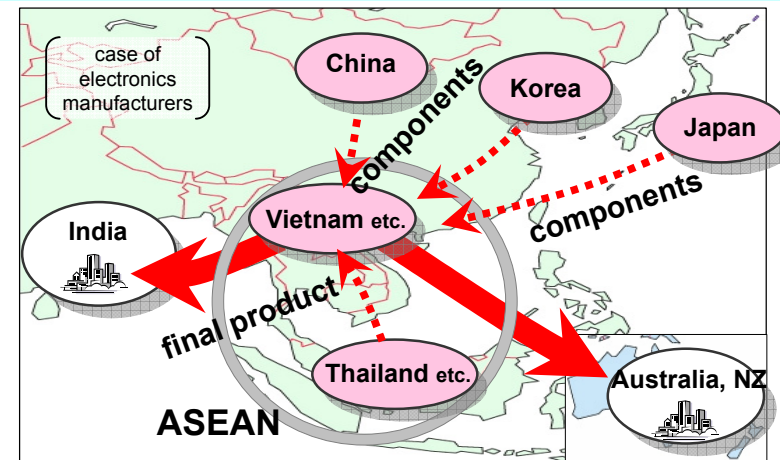 case of
electronics
manufacturers
China
Korea
Japan
components
components
Vietnam etc.
India
final product
Thailand etc.
Australia, NZ
ASEAN